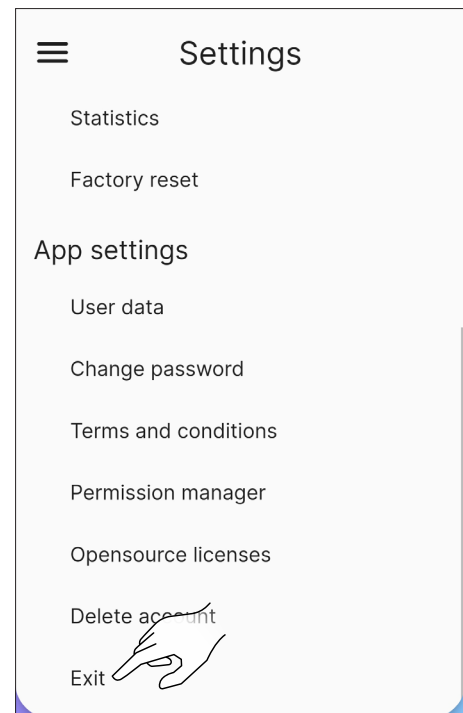 Settings
Statistics
Factory reset
App settings
User data
Change password
Terms and conditions
Permission manager
Opensource licenses
Delete account
Exit